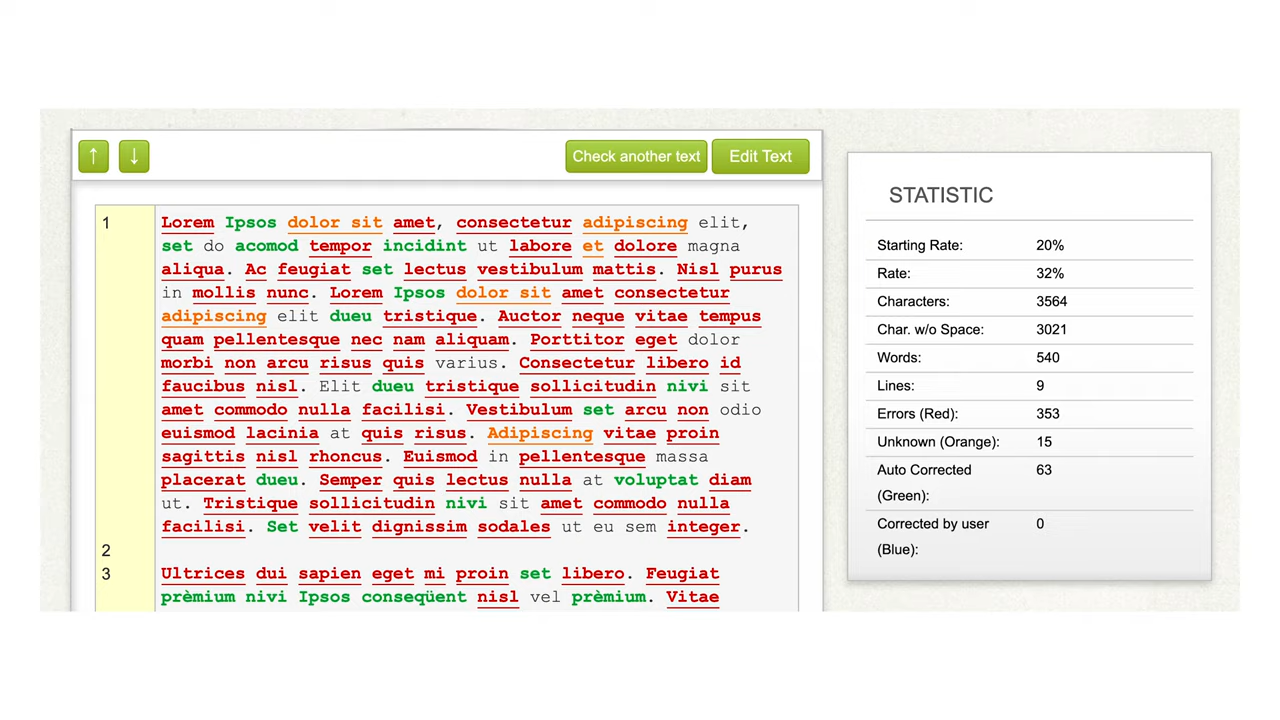 ↑ ↓ Check another text Edit Text
1 Lorem Ipsos dolor sit amet, consectetur adipiscing elit,
set do acomod tempor incidint ut labore et dolore magna
aliqua. Ac feugiat set lectus vestibulum mattis. Nisl purus
in mollis nunc. Lorem Ipsos dolor sit amet consectetur
adipiscing elit dueu tristique. Auctor neque vitae tempus
quam pellentesque nec nam aliquam. Porttitor eget dolor
morbi non arcu risus quis varius. Consectetur libero id
faucibus nisl. Elit dueu tristique sollicitudin nivi sit
amet commodo nulla facilisi. Vestibulum set arcu non odio
euismod lacinia at quis risus. Adipiscing vitae proin
sagittis nisl rhoncus. Euismod in pellentesque massa
placerat dueu. Semper quis lectus nulla at voluptat diam
ut. Tristique sollicitudin nivi sit amet commodo nulla
facilisi. Set velit dignissim sodales ut eu sem integer.
2
3 Ultrices dui sapien eget mi proin set libero. Feugiat
prèmium nivi Ipsos conseqüent nisl vel prèmium. Vitae
STATISTIC
Starting Rate: 20%
Rate: 32%
Characters: 3564
Char. w/o Space: 3021
Words: 540
Lines: 9
Errors (Red): 353
Unknown (Orange): 15
Auto Corrected 63
(Green):
Corrected by user 0
(Blue):